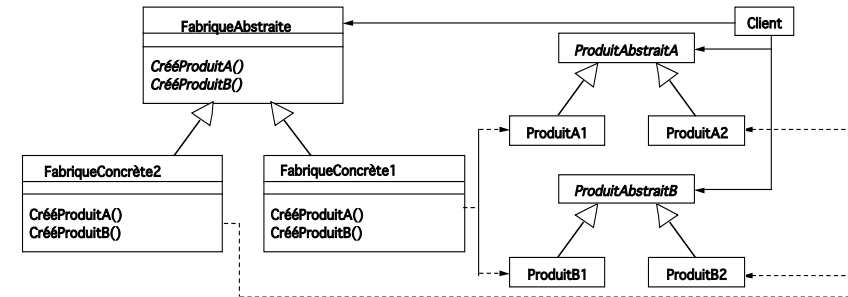 FabriqueAbstraite
CrééProduitA()
CrééProduitB()
Client
ProduitAbstraitA
ProduitA1
ProduitA2
FabriqueConcrète2
CrééProduitA()
CrééProduitB()
FabriqueConcrète1
CrééProduitA()
CrééProduitB()
ProduitAbstraitB
ProduitB1
ProduitB2